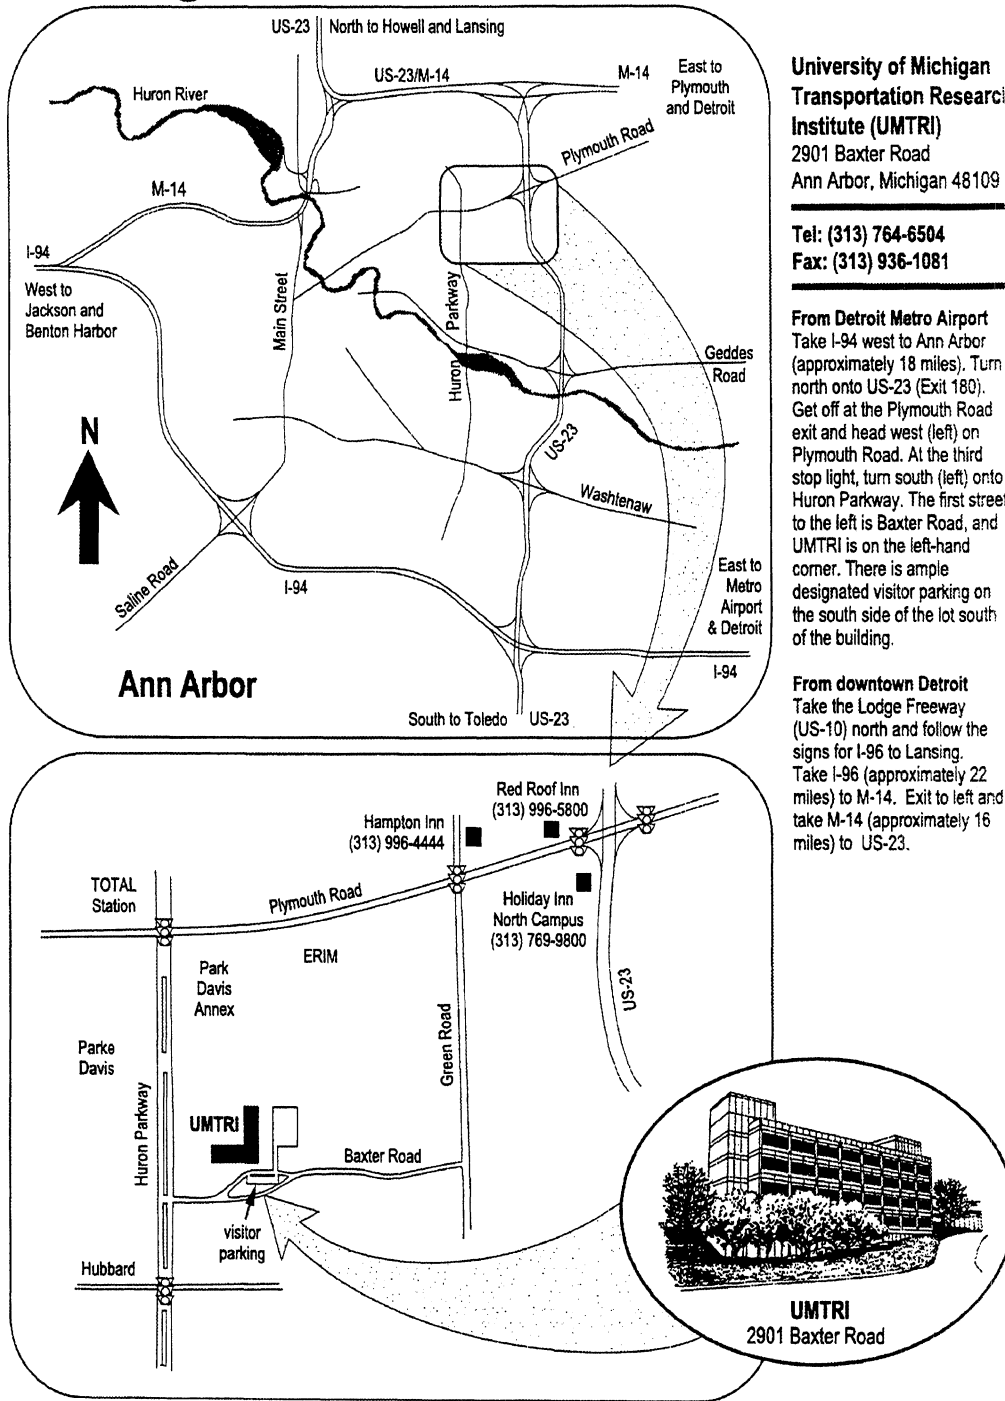 US-23 North to Howell and Lansing
US-23/M-14
M-14
East to
Plymouth
and Detroit
Huron River
Plymouth Road
M-14
I-94
West to
Jackson and
Benton Harbor
Main Street
Huron Parkway
Geddes
Road
N
US-23
Washtenaw
Saline Road
I-94
East to
Metro
Airport
& Detroit
I-94
Ann Arbor
South to Toledo US-23
University of Michigan
Transportation Researc
Institute (UMTRI)
2901 Baxter Road
Ann Arbor, Michigan 48109
Tel: (313) 764-6504
Fax: (313) 936-1081
From Detroit Metro Airport
Take I-94 west to Ann Arbor
(approximately 18 miles). Turn
north onto US-23 (Exit 180).
Get off at the Plymouth Road
exit and head west (left) on
Plymouth Road. At the third
stop light, turn south (left) onto
Huron Parkway. The first street
to the left is Baxter Road, and
UMTRI is on the left-hand
corner. There is ample
designated visitor parking on
the south side of the lot south
of the building.
From downtown Detroit
Take the Lodge Freeway
(US-10) north and follow the
signs for I-96 to Lansing.
Take I-96 (approximately 22
miles) to M-14. Exit to left and
take M-14 (approximately 16
miles) to US-23.
Red Roof Inn
(313) 996-5800
Hampton Inn
(313) 996-4444
TOTAL
Station
Plymouth Road
Holiday Inn
North Campus
(313) 769-9800
ERIM
Park
Davis
Annex
US-23
Parke
Davis
Green Road
Huron Parkway
UMTRI
Baxter Road
visitor
parking
Hubbard
UMTRI
2901 Baxter Road